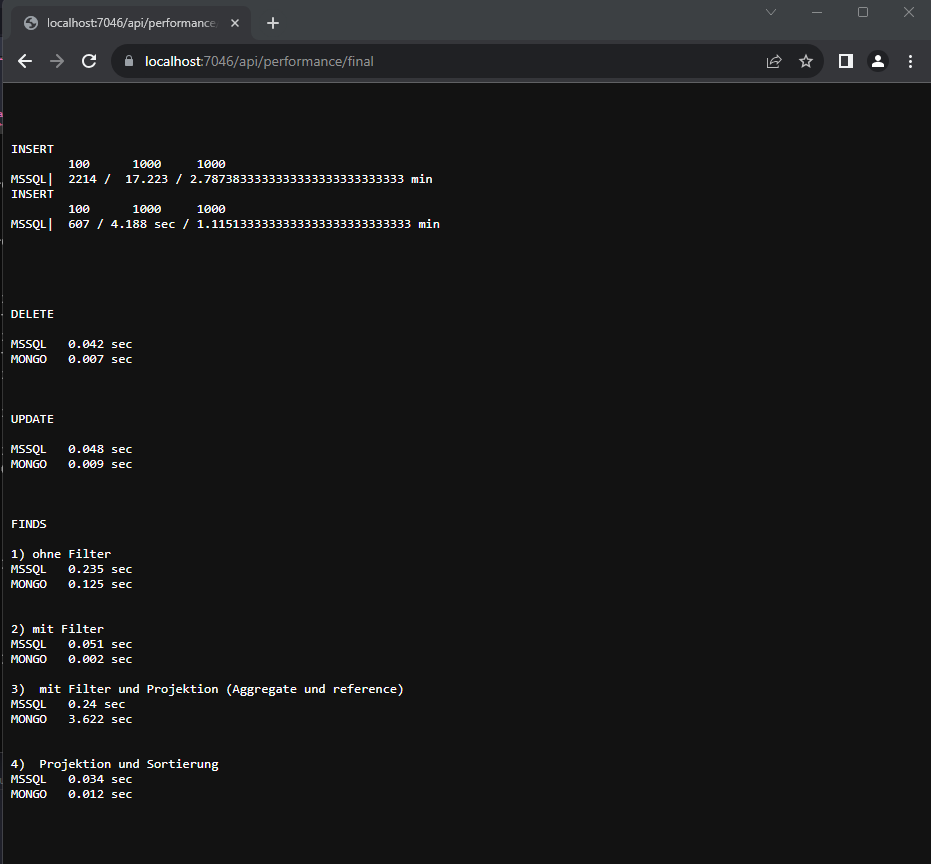 localhost:7046/api/performance
localhost:7046/api/performance/final
INSERT
100 1000 1000
MSSQL| 2214 / 17.223 / 2.7873833333333333333333333333 min
INSERT
100 1000 1000
MSSQL| 607 / 4.188 sec / 1.1151333333333333333333333333 min
DELETE
MSSQL 0.042 sec
MONGO 0.007 sec
UPDATE
MSSQL 0.048 sec
MONGO 0.009 sec
FINDS
1) ohne Filter
MSSQL 0.235 sec
MONGO 0.125 sec
2) mit Filter
MSSQL 0.051 sec
MONGO 0.002 sec
3) mit Filter und Projektion (Aggregate und reference)
MSSQL 0.24 sec
MONGO 3.622 sec
4) Projektion und Sortierung
MSSQL 0.034 sec
MONGO 0.012 sec